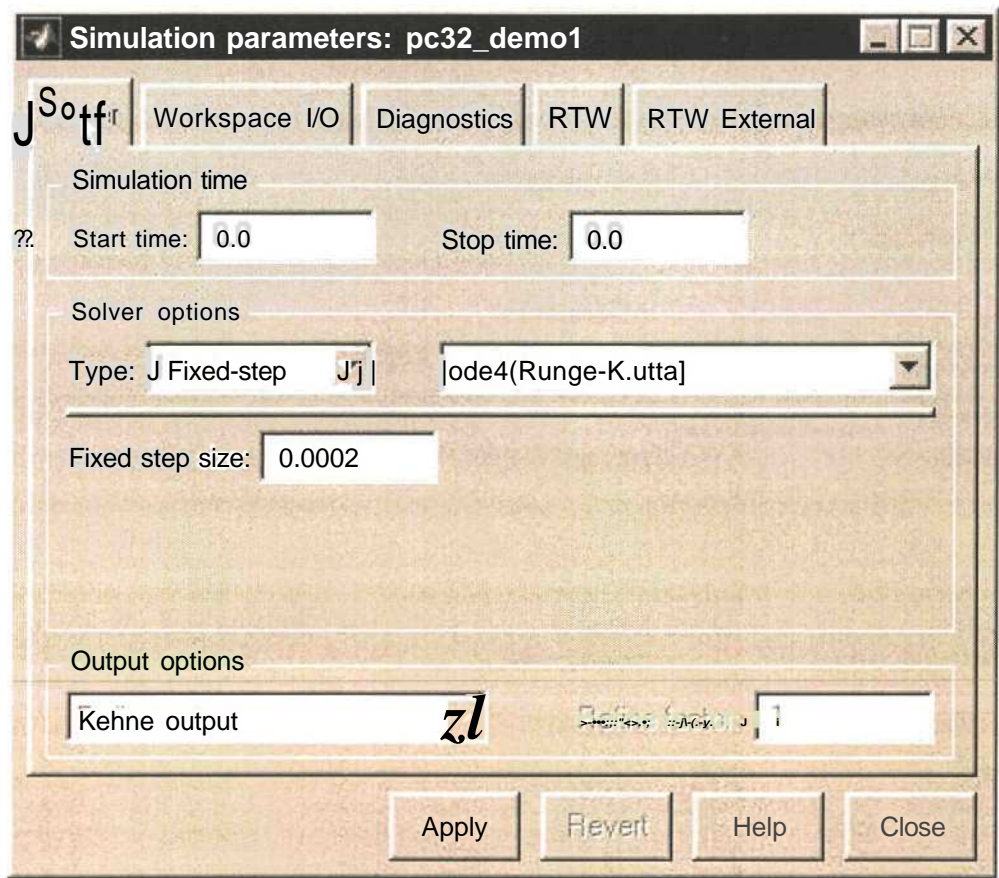 Simulation parameters: pc32_demo1
Workspace I/O Diagnostics RTW RTW External
Simulation time
??. Start time: 0.0 Stop time: 0.0
Solver options
Type: J Fixed-step J'j | |ode4(Runge-K.utta]
Fixed step size: 0.0002
Output options
Kehne output zl 1
Apply Revert Help Close